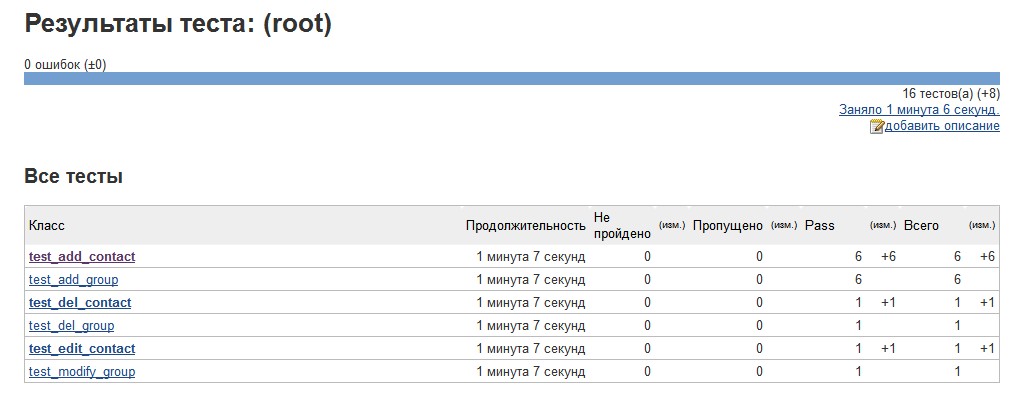 Результаты теста: (root)
0 ошибок (±0)
16 тестов(а) (+8)
Заняло 1 минута 6 секунд.
добавить описание
Все тесты
Класс Продолжительность Не пройдено (изм.) Пропущено (изм.) Pass (изм.) Всего (изм.)
test_add_contact 1 минута 7 секунд 0 0 6 +6 6 +6
test_add_group 1 минута 7 секунд 0 0 6 6
test_del_contact 1 минута 7 секунд 0 0 1 +1 1 +1
test_del_group 1 минута 7 секунд 0 0 1 1
test_edit_contact 1 минута 7 секунд 0 0 1 +1 1 +1
test_modify_group 1 минута 7 секунд 0 0 1 1